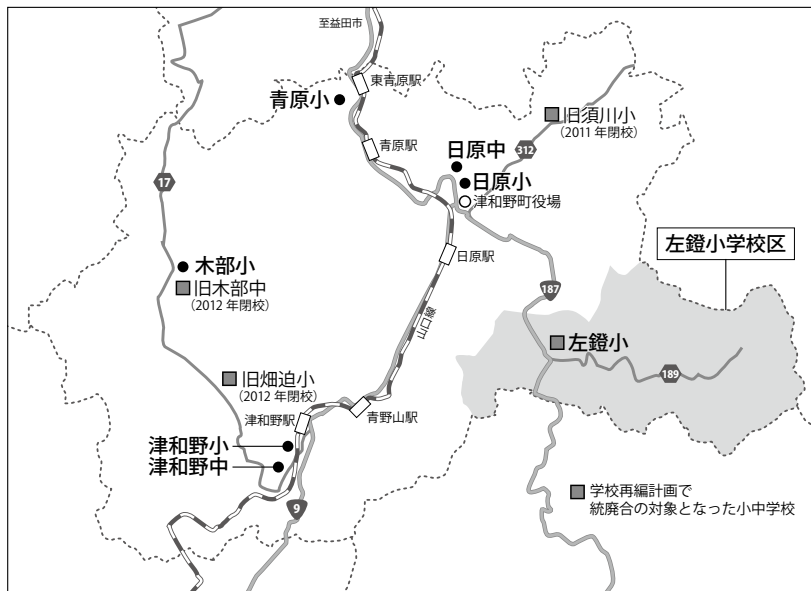 至益田市
東青原駅
青原小
旧須川小
(2011年閉校)
青原駅
日原中
312
日原小
津和野町役場
17
左鐙小学校区
日原駅
木部小
旧木部中
(2012年閉校)
187
山口線
左鐙小
189
旧畑迫小
(2012年閉校)
津和野駅
青野山駅
津和野小
津和野中
9
学校再編計画で
統廃合の対象となった小中学校